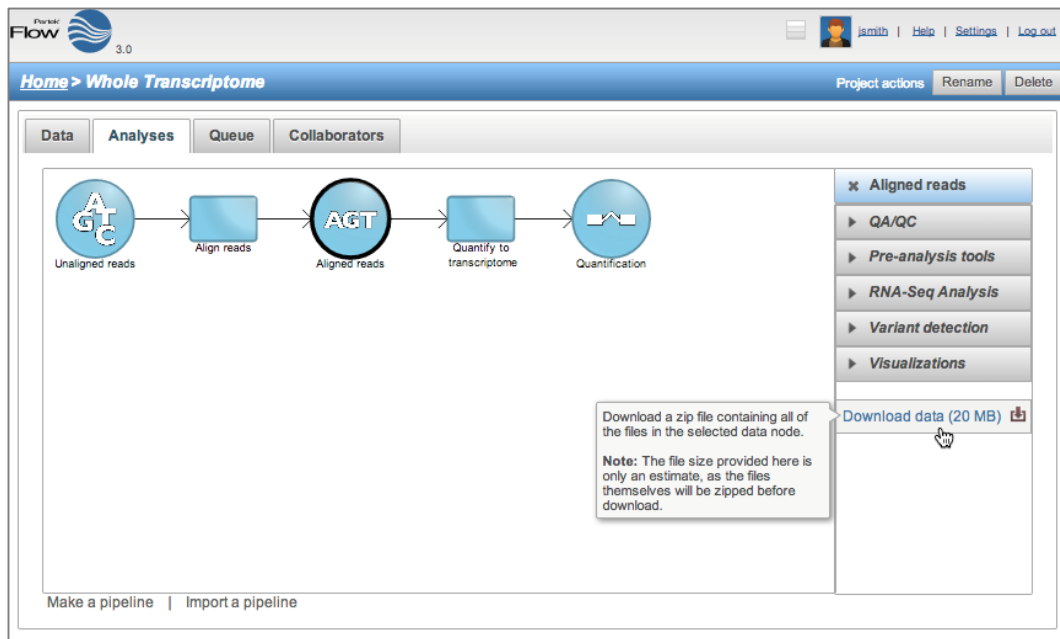 Partek
Flow
3.0
jsmith | Help | Settings | Log out
Home > Whole Transcriptome
Project actions Rename Delete
Data Analyses Queue Collaborators
A
G T
C
Unaligned reads
Align reads
AGT
Aligned reads
Quantify to
transcriptome
Quantification
Aligned reads
QA/QC
Pre-analysis tools
RNA-Seq Analysis
Variant detection
Visualizations
Download data (20 MB)
Download a zip file containing all of
the files in the selected data node.
Note: The file size provided here is
only an estimate, as the files
themselves will be zipped before
download.
Make a pipeline | Import a pipeline